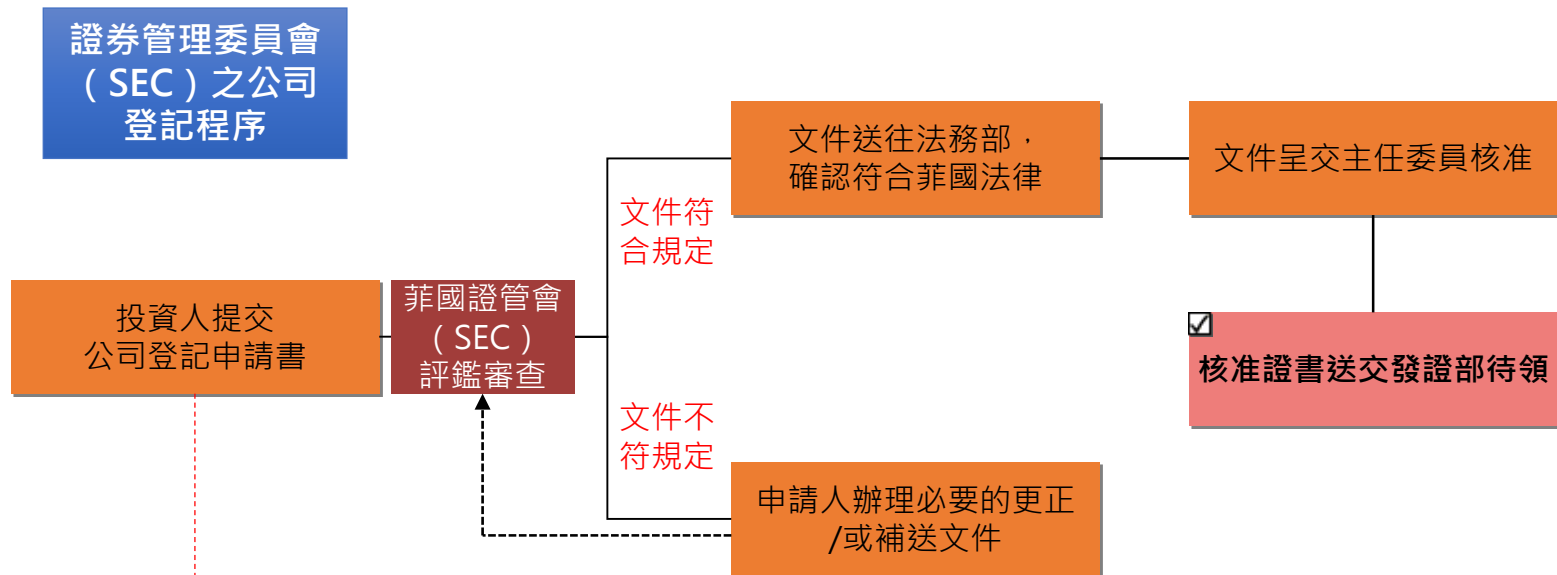 證券管理委員會
（SEC）之公司
登記程序
文件送往法務部，
確認符合菲國法律
文件呈交主任委員核准
文件符
合規定
投資人提交
公司登記申請書
菲國證管會
（SEC）
評鑑審查
核准證書送交發證部待領
文件不
符規定
申請人辦理必要的更正
/或補送文件